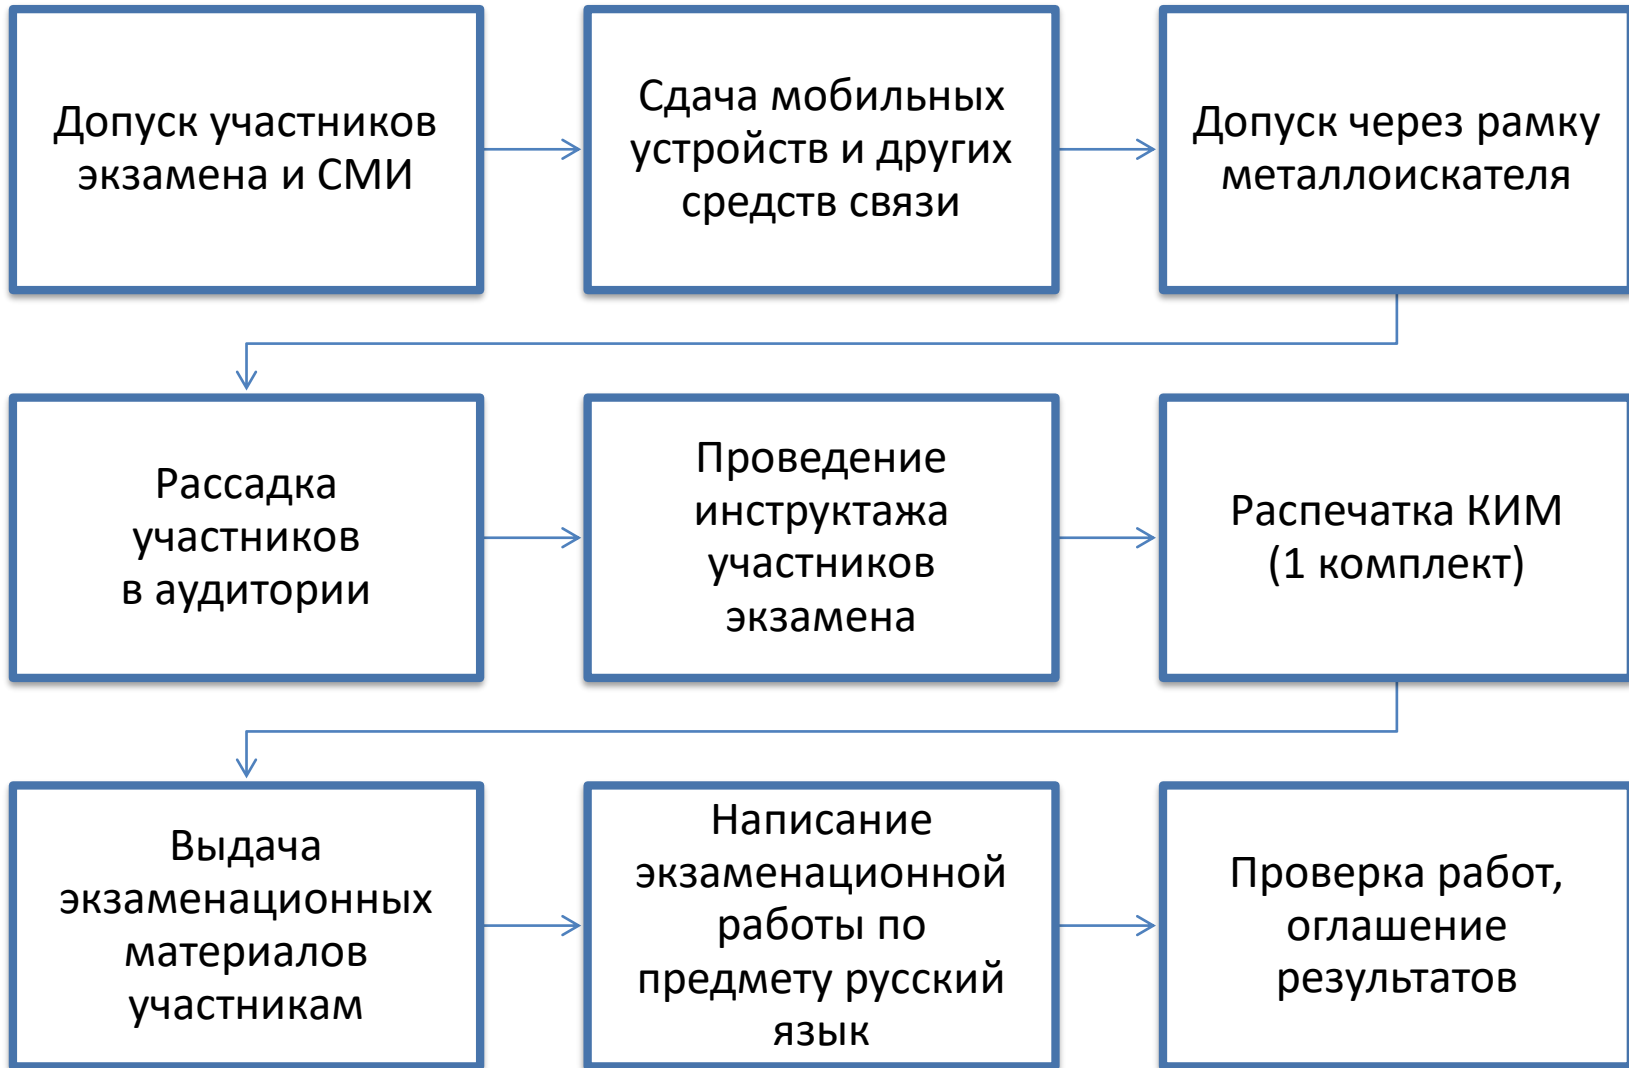 Допуск участников
экзамена и СМИ
Сдача мобильных
устройств и других
средств связи
Допуск через рамку
металлоискателя
Рассадка
участников
в аудитории
Проведение
инструктажа
участников
экзамена
Распечатка КИМ
(1 комплект)
Выдача
экзаменационных
материалов
участникам
Написание
экзаменационной
работы по
предмету русский
язык
Проверка работ,
оглашение
результатов